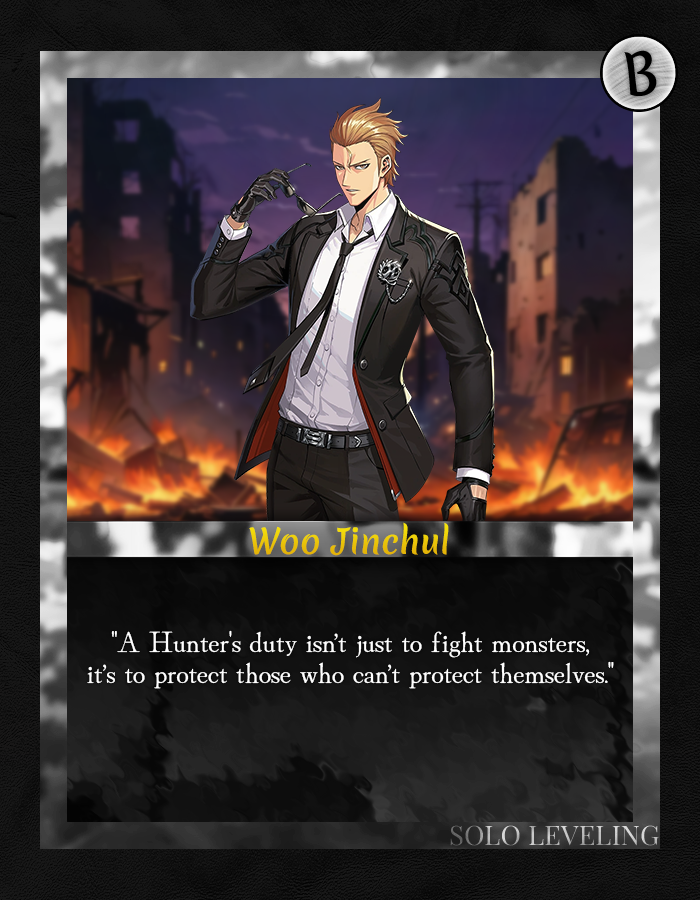 B
Woo Jinchul
"A Hunter's duty isn't just to fight monsters,
it's to protect those who can't protect themselves."
SOLO LEVELING